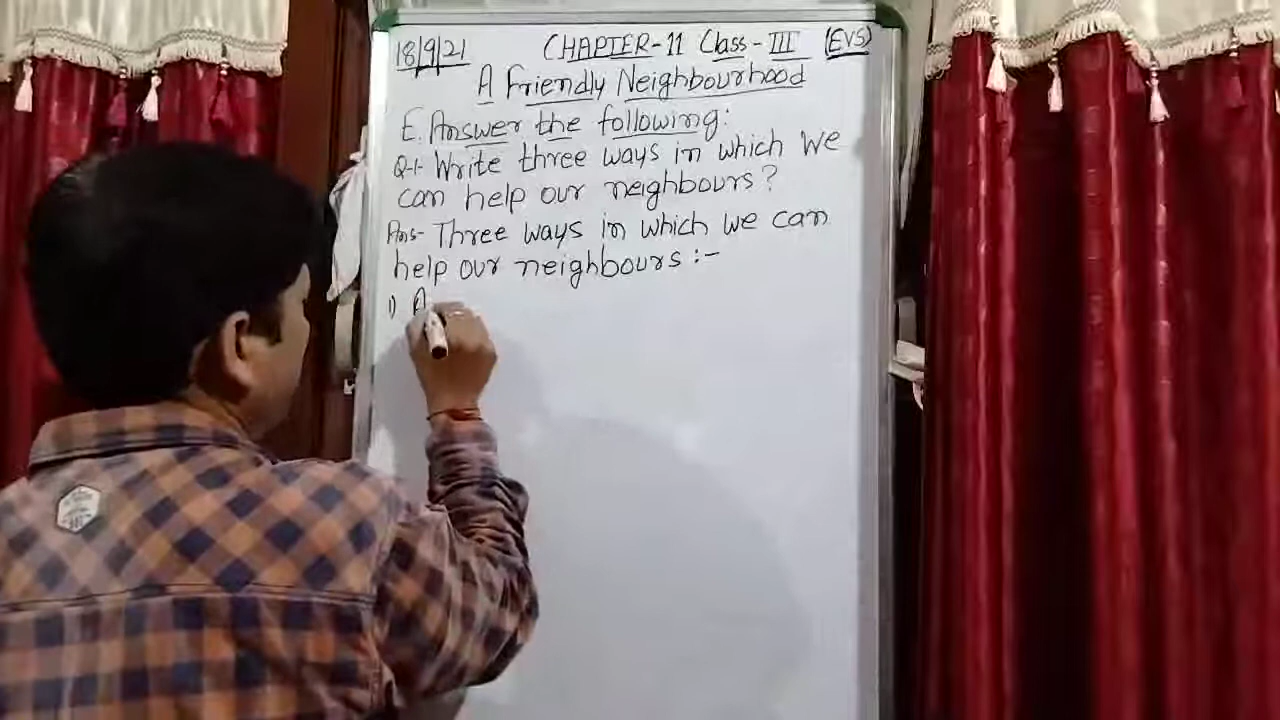 18/9/21 CHAPTER-11 Class-III (EVS)
A Friendly Neighbourhood
E. Answer the following:
Q-1- Write three ways in which we
can help our neighbours?
Ans- Three ways in which we can
help our neighbours :-
1) A